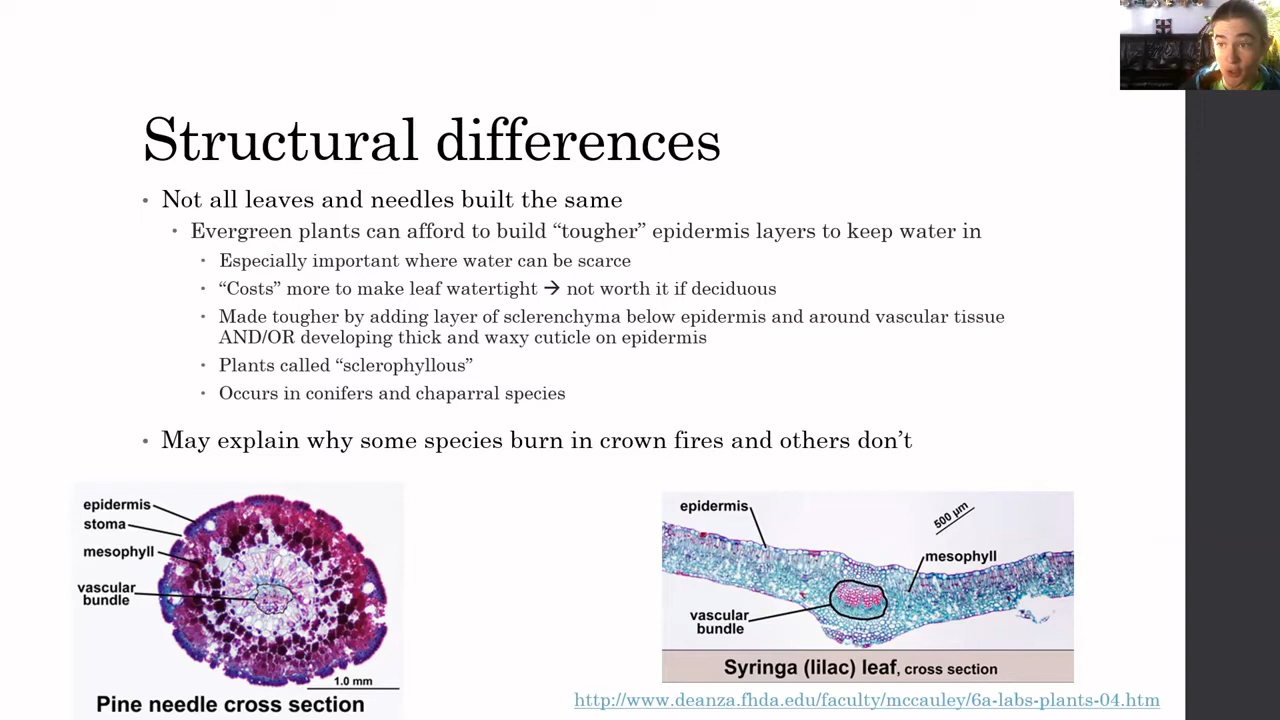 Structural differences
• Not all leaves and needles built the same
• Evergreen plants can afford to build “tougher” epidermis layers to keep water in
• Especially important where water can be scarce
• “Costs” more to make leaf watertight → not worth it if deciduous
• Made tougher by adding layer of sclerenchyma below epidermis and around vascular tissue
AND/OR developing thick and waxy cuticle on epidermis
• Plants called “sclerophyllous”
• Occurs in conifers and chaparral species
• May explain why some species burn in crown fires and others don’t
epidermis
stoma
mesophyll
vascular
bundle
1.0 mm
Pine needle cross section
epidermis
500 µm
mesophyll
vascular
bundle
Syringa (lilac) leaf, cross section
http://www.deanza.fhda.edu/faculty/mccauley/6a-labs-plants-04.htm